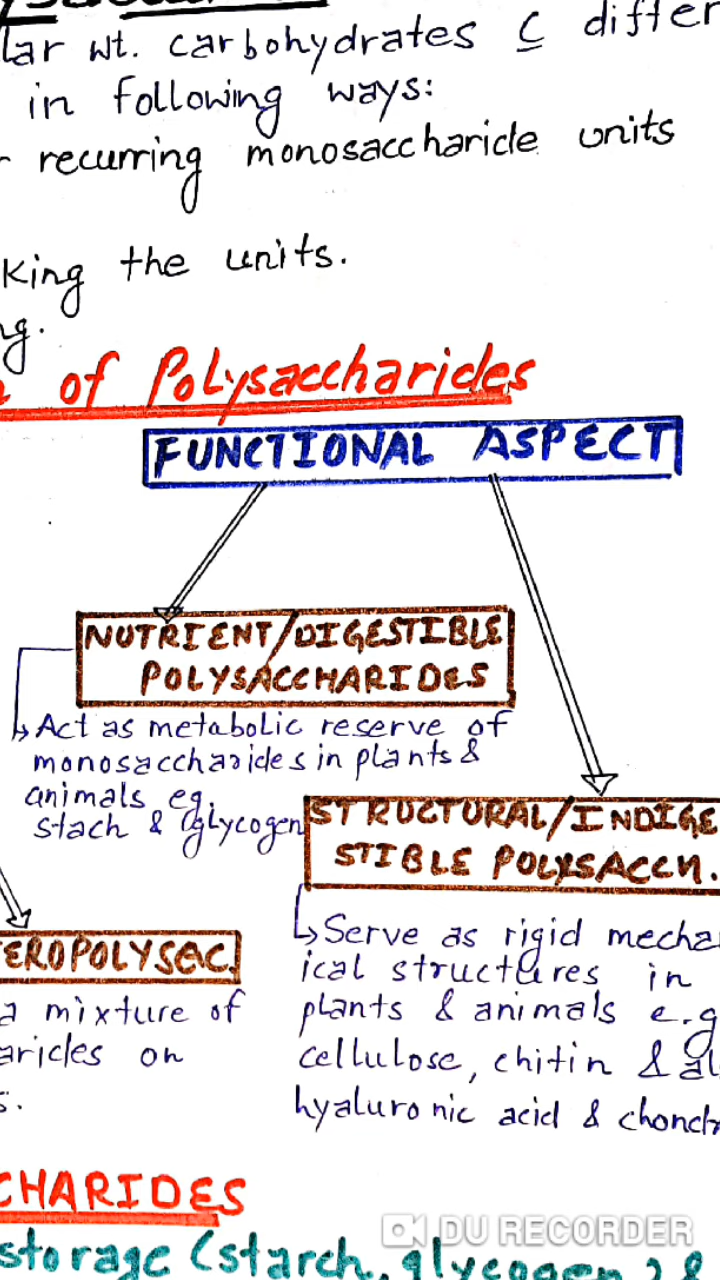 lar wt. carbohydrates c̲ differ
in following ways:
recurring monosaccharide units
king the units.
g.
of Polysaccharides
FUNCTIONAL ASPECT
NUTRIENT/DIGESTIBLE
POLYSACCHARIDES
↳ Act as metabolic reserve of
monosaccharides in plants &
animals eg.
stach & glycogen
STRUCTURAL/INDIGE
STIBLE POLYSACCH.
↳ Serve as rigid mecha
ical structures in
plants & animals e.g
cellulose, chitin & al
hyaluronic acid & chondr
EROPOLYSAC.
a mixture of
arides on
s.
CHARIDES
storage (starch, glycogen) &
DU RECORDER